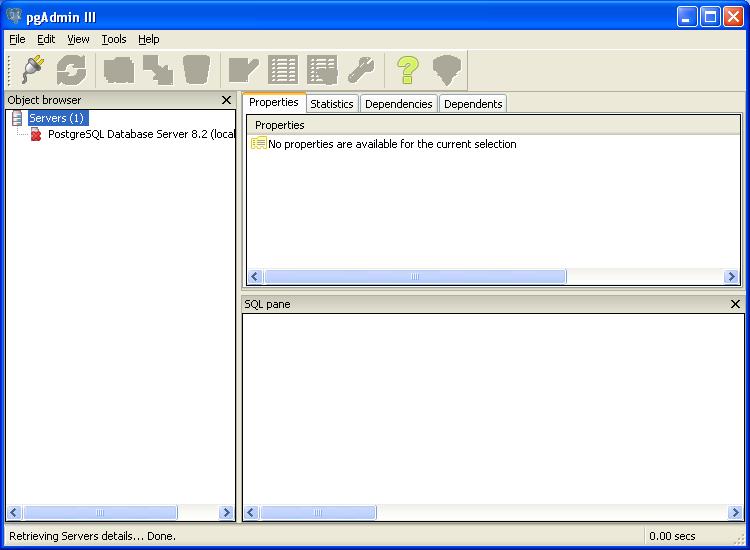 pgAdmin III
File Edit View Tools Help
Object browser
Servers (1)
PostgreSQL Database Server 8.2 (local
Properties Statistics Dependencies Dependents
Properties
No properties are available for the current selection
SQL pane
Retrieving Servers details... Done.
0.00 secs